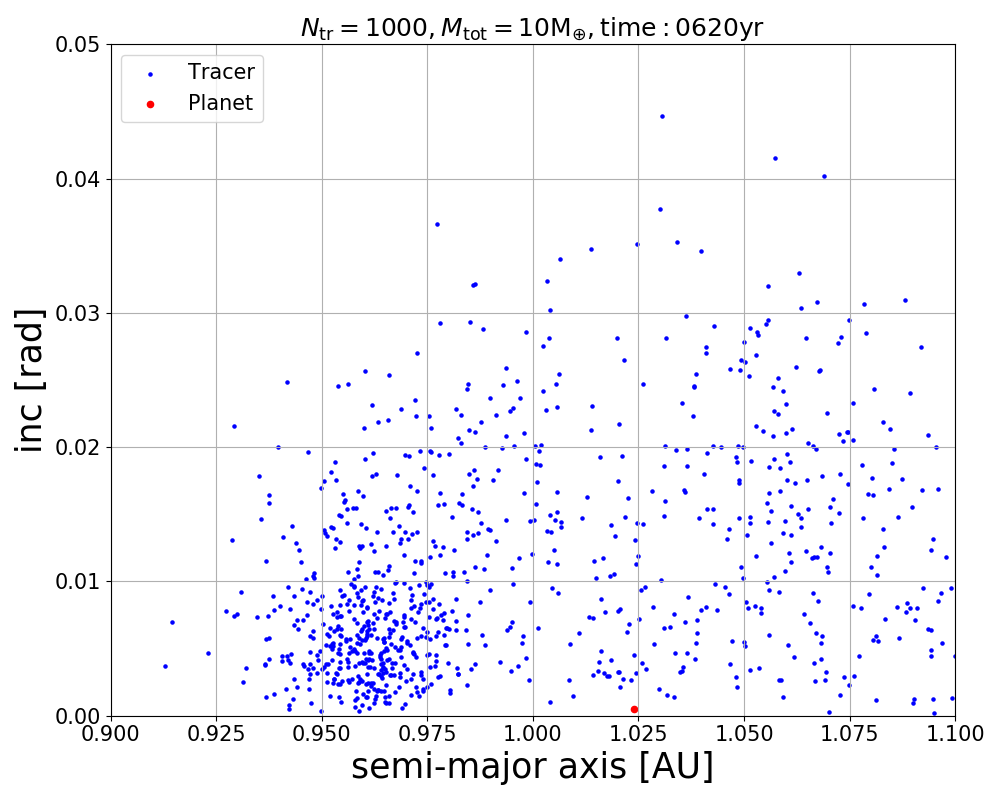 N_tr = 1000, M_tot = 10M_⊕, time : 0620yr
0.05
Tracer
Planet
0.04
0.03
0.02
0.01
0.00
inc [rad]
0.900 0.925 0.950 0.975 1.000 1.025 1.050 1.075 1.100
semi-major axis [AU]